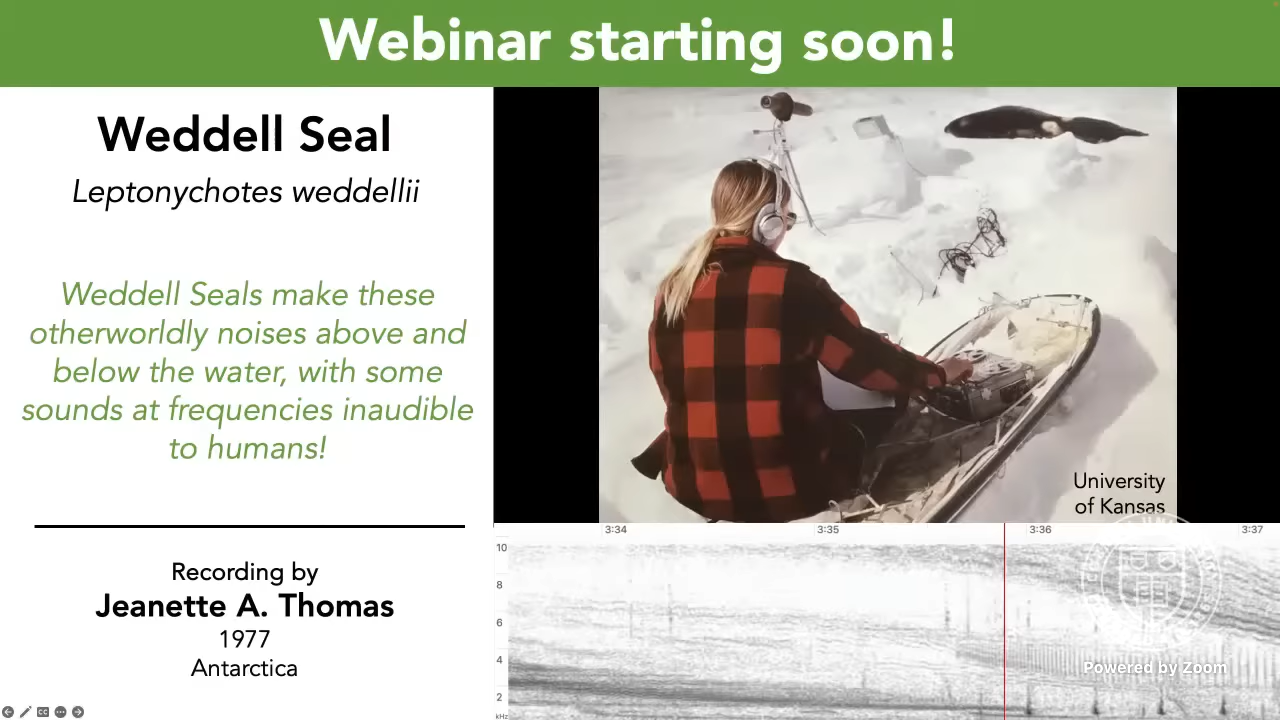 Webinar starting soon!
Weddell Seal
Leptonychotes weddellii
Weddell Seals make these
otherworldly noises above and
below the water, with some
sounds at frequencies inaudible
to humans!
Recording by
Jeanette A. Thomas
1977
Antarctica
University
of Kansas
3:34 3:35 3:36 3:37
10
8
6
4
2
kHz
Powered by Zoom
CC